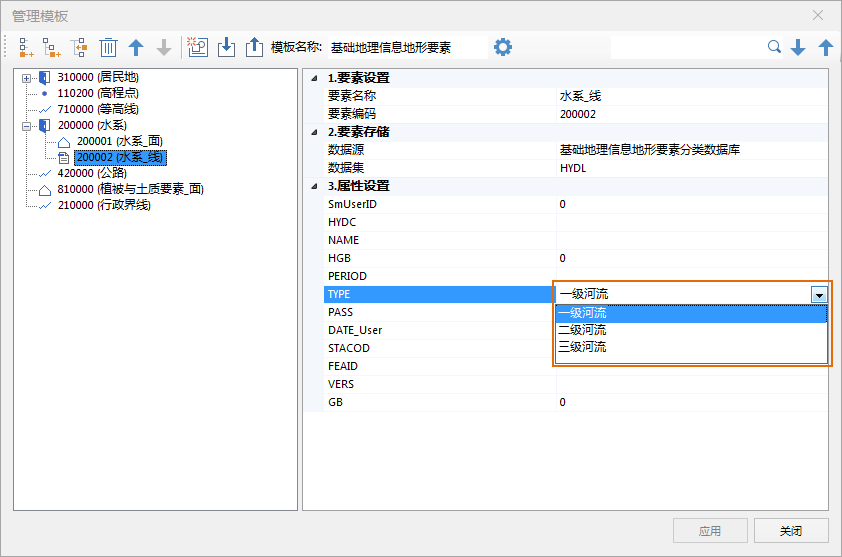 管理模板
模板名称: 基础地理信息地形要素
310000 (居民地)
110200 (高程点)
710000 (等高线)
200000 (水系)
200001 (水系_面)
200002 (水系_线)
420000 (公路)
810000 (植被与土质要素_面)
210000 (行政界线)
1.要素设置
要素名称 水系_线
要素编码 200002
2.要素存储
数据源 基础地理信息地形要素分类数据库
数据集 HYDL
3.属性设置
SmUserID 0
HYDC
NAME
HGB 0
PERIOD
TYPE 一级河流
PASS 一级河流
DATE_User 二级河流
STACOD 三级河流
FEAID
VERS
GB 0
应用 关闭